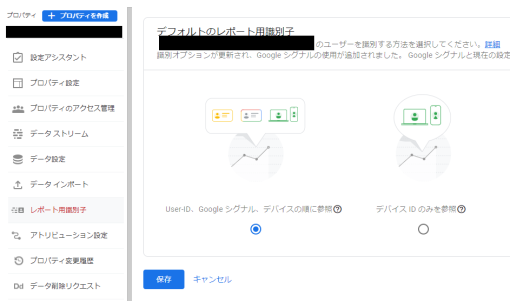 プロパティ
+ プロパティを作成
設定アシスタント
プロパティ設定
プロパティのアクセス管理
データ ストリーム
データ設定
データ インポート
レポート用識別子
アトリビューション設定
プロパティ変更履歴
Dd データ削除リクエスト
デフォルトのレポート用識別子
のユーザーを識別する方法を選択してください。詳細
識別オプションが更新され、Google シグナルの使用が追加されました。 Google シグナルと現在の設定
User-ID、Google シグナル、デバイスの順に参照
デバイス ID のみを参照
保存
キャンセル